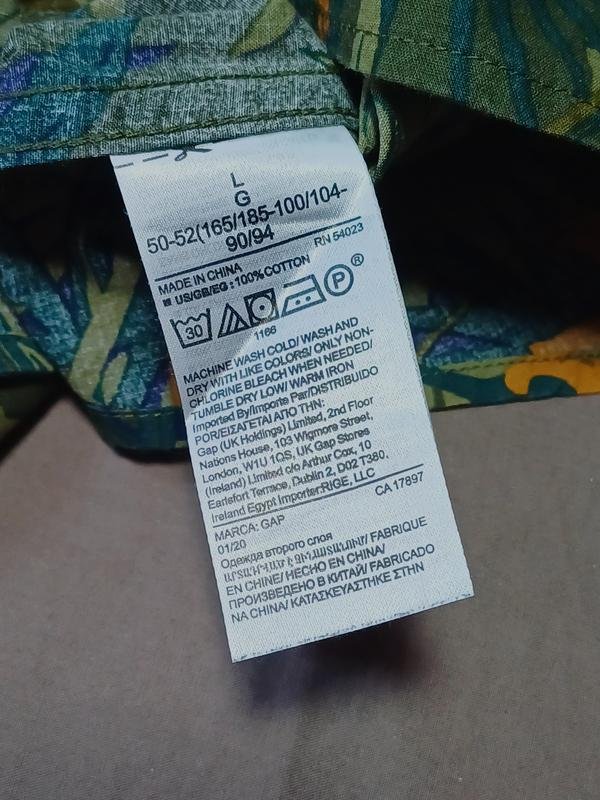 L
G
50-52(165/185-100/104-
90/94
RN 54023
MADE IN CHINA
■ US/GB/EG : 100% COTTON
30
P®
1166
MACHINE WASH COLD/ WASH AND
DRY WITH LIKE COLORS/ ONLY NON-
CHLORINE BLEACH WHEN NEEDED/
TUMBLE DRY LOW/ WARM IRON
Imported By/Importe Par/DISTRIBUIDO
POR/ΕΙΣΑΓΕΤΑΙ ΑΠΟ ΤΗΝ:
Gap (UK Holdings) Limited, 2nd Floor
Nations House, 103 Wigmore Street,
London, W1U 1QS, UK Gap Stores
(Ireland) Limited c/o Arthur Cox, 10
Earlsfort Terrace, Dublin 2, D02 T380,
Ireland Egypt Importer:RIGE, LLC
CA 17897
MARCA: GAP
01/20
Одежда второго слоя
FABRIQUE
EN CHINE/ HECHO EN CHINA/
ПРОИЗВЕДЕНО В КИТАЙ/ FABRICADO
NA CHINA/ ΚΑΤΑΣΚΕΥΑΣΤΗΚΕ ΣΤΗΝ